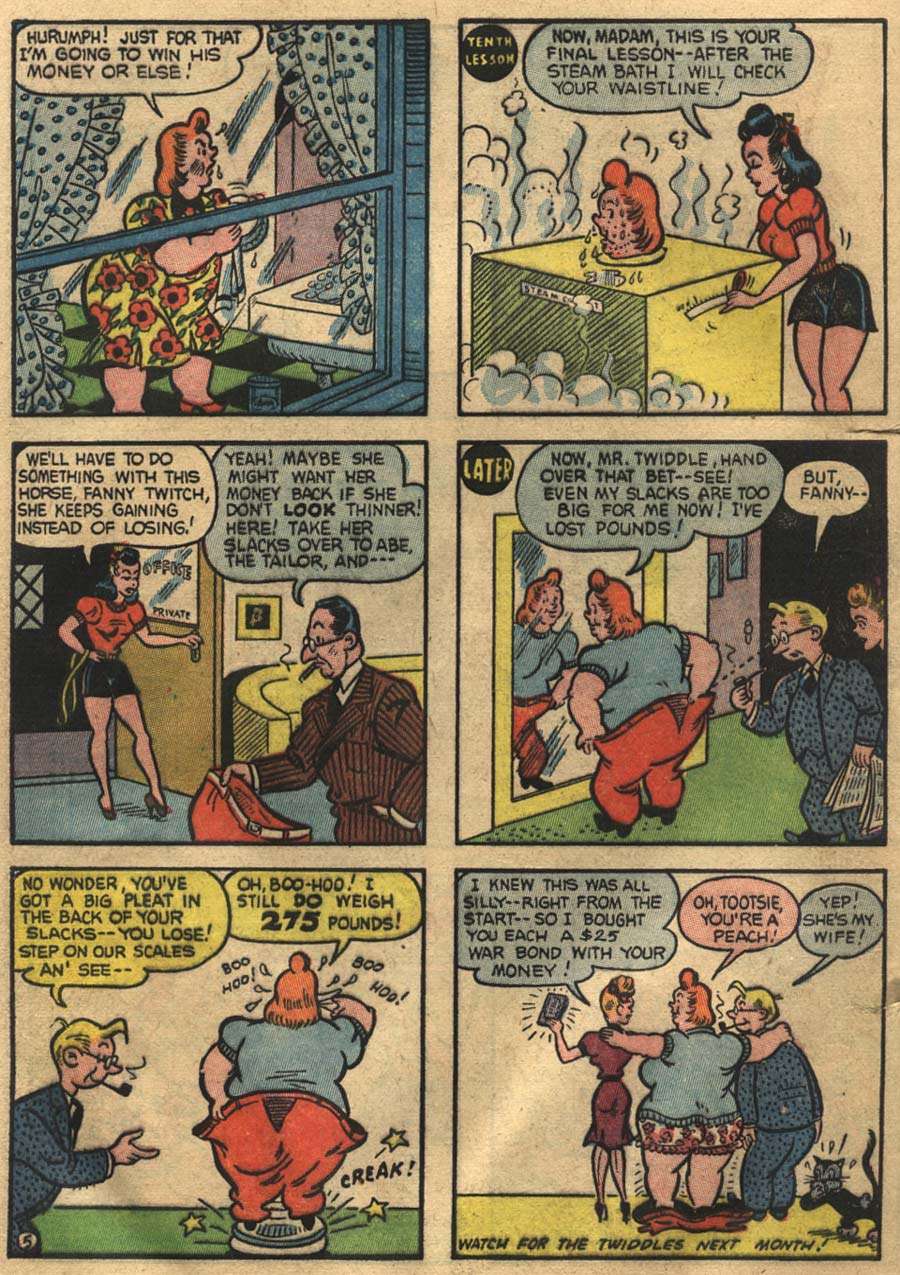 HURUMPH! JUST FOR THAT
I'M GOING TO WIN HIS
MONEY OR ELSE!
TENTH
LESSON
NOW, MADAM, THIS IS YOUR
FINAL LESSON--AFTER THE
STEAM BATH I WILL CHECK
YOUR WAISTLINE!
WE'LL HAVE TO DO
SOMETHING WITH THIS
HORSE, FANNY TWITCH,
SHE KEEPS GAINING
INSTEAD OF LOSING!
YEAH! MAYBE SHE
MIGHT WANT HER
MONEY BACK IF SHE
DON'T LOOK THINNER!
HERE! TAKE HER
SLACKS OVER TO ABE,
THE TAILOR, AND---
OFFICE
PRIVATE
LATER
NOW, MR. TWIDDLE, HAND
OVER THAT BET--SEE!
EVEN MY SLACKS ARE TOO
BIG FOR ME NOW! I'VE
LOST POUNDS!
BUT,
FANNY--
NO WONDER, YOU'VE
GOT A BIG PLEAT IN
THE BACK OF YOUR
SLACKS--YOU LOSE!
STEP ON OUR SCALES
AN' SEE--
OH, BOO-HOO! I
STILL DO WEIGH
275 POUNDS!
BOO
HOO!
BOO
HOO!
CREAK!
5
I KNEW THIS WAS ALL
SILLY--RIGHT FROM THE
START--SO I BOUGHT
YOU EACH A $25
WAR BOND WITH YOUR
MONEY!
OH, TOOTSIE,
YOU'RE A
PEACH!
YEP!
SHE'S MY
WIFE!
WATCH FOR THE TWIDDLES NEXT MONTH!